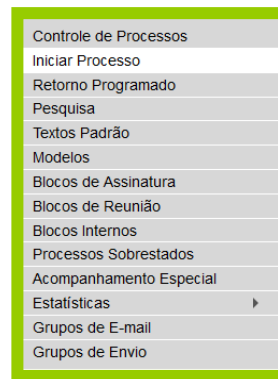 Controle de Processos
Iniciar Processo
Retorno Programado
Pesquisa
Textos Padrão
Modelos
Blocos de Assinatura
Blocos de Reunião
Blocos Internos
Processos Sobrestados
Acompanhamento Especial
Estatísticas
Grupos de E-mail
Grupos de Envio